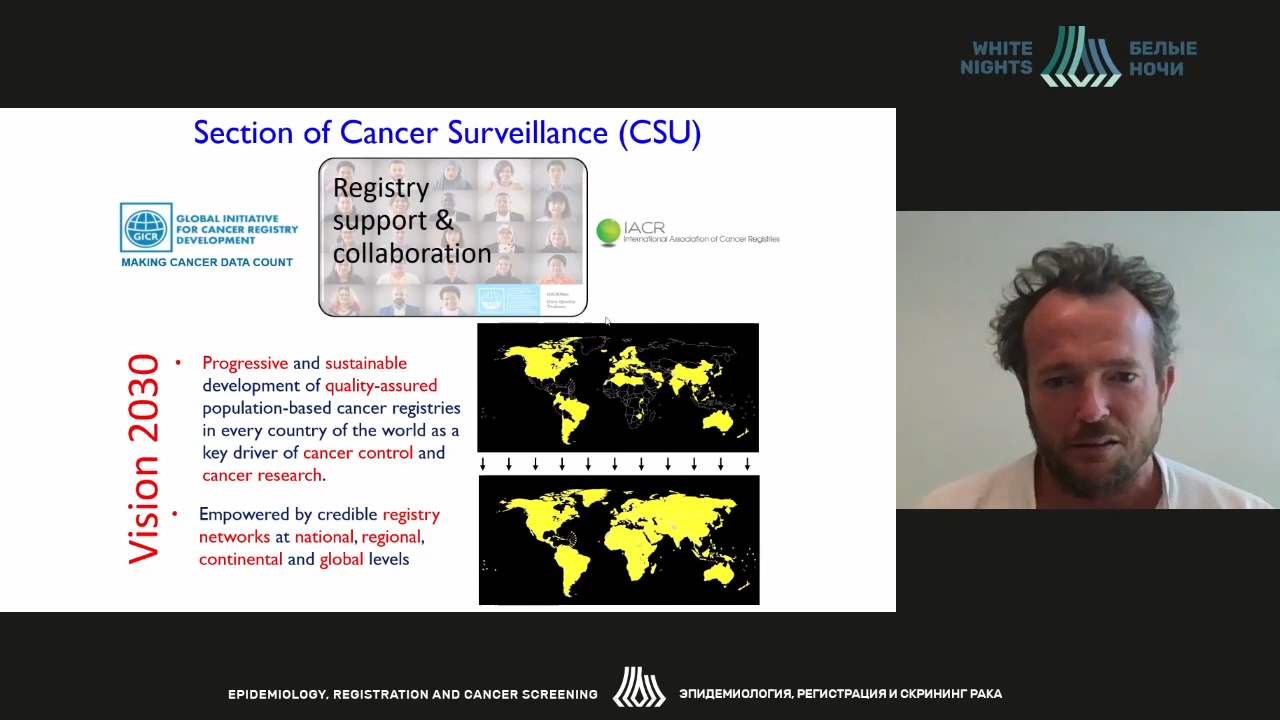 WHITE
NIGHTS
БЕЛЫЕ
НОЧИ
Section of Cancer Surveillance (CSU)
GICR
GLOBAL INITIATIVE
FOR CANCER REGISTRY
DEVELOPMENT
MAKING CANCER DATA COUNT
Registry
support &
collaboration
IACR
International Association of Cancer Registries
Vision 2030
• Progressive and sustainable
development of quality-assured
population-based cancer registries
in every country of the world as a
key driver of cancer control and
cancer research.
• Empowered by credible registry
networks at national, regional,
continental and global levels
EPIDEMIOLOGY, REGISTRATION AND CANCER SCREENING
ЭПИДЕМИОЛОГИЯ, РЕГИСТРАЦИЯ И СКРИНИНГ РАКА